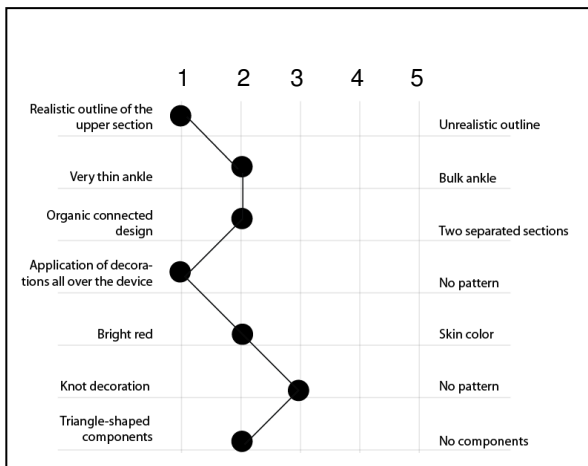 1 2 3 4 5
Realistic outline of the
upper section
Unrealistic outline
Very thin ankle
Bulk ankle
Organic connected
design
Two separated sections
Application of decora-
tions all over the device
No pattern
Bright red
Skin color
Knot decoration
No pattern
Triangle-shaped
components
No components